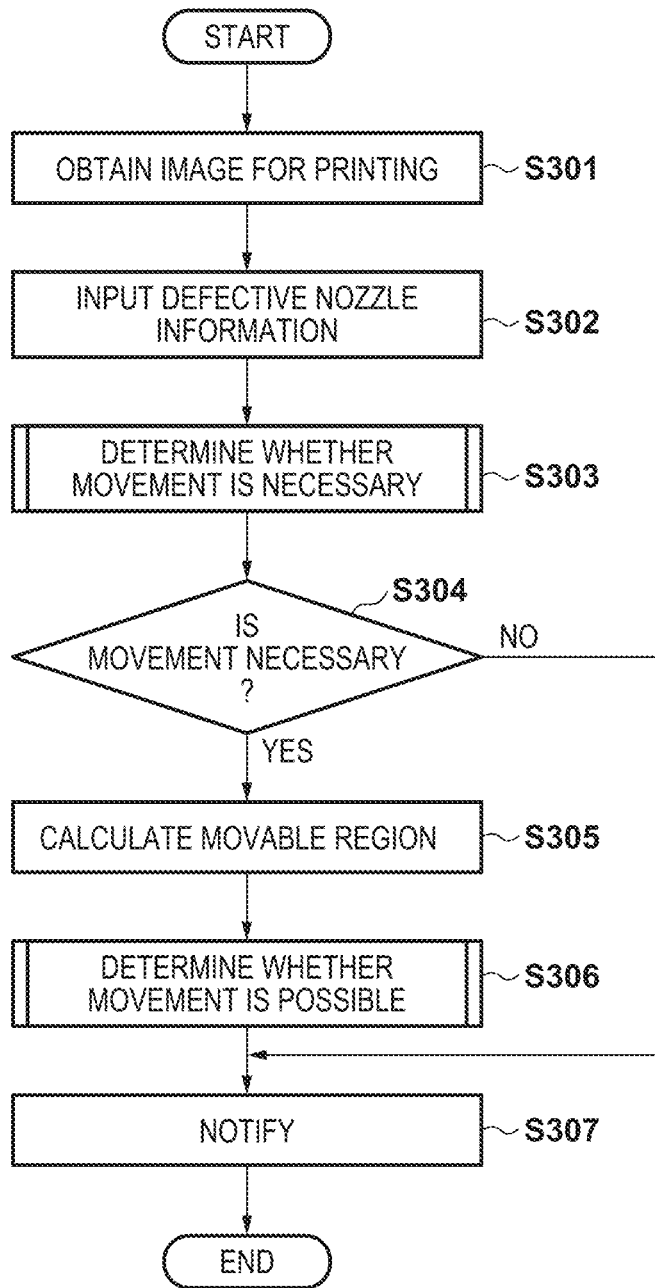 START
OBTAIN IMAGE FOR PRINTING
S301
INPUT DEFECTIVE NOZZLE
INFORMATION
S302
DETERMINE WHETHER
MOVEMENT IS NECESSARY
S303
S304
IS
MOVEMENT NECESSARY
?
NO
YES
CALCULATE MOVABLE REGION
S305
DETERMINE WHETHER
MOVEMENT IS POSSIBLE
S306
NOTIFY
S307
END